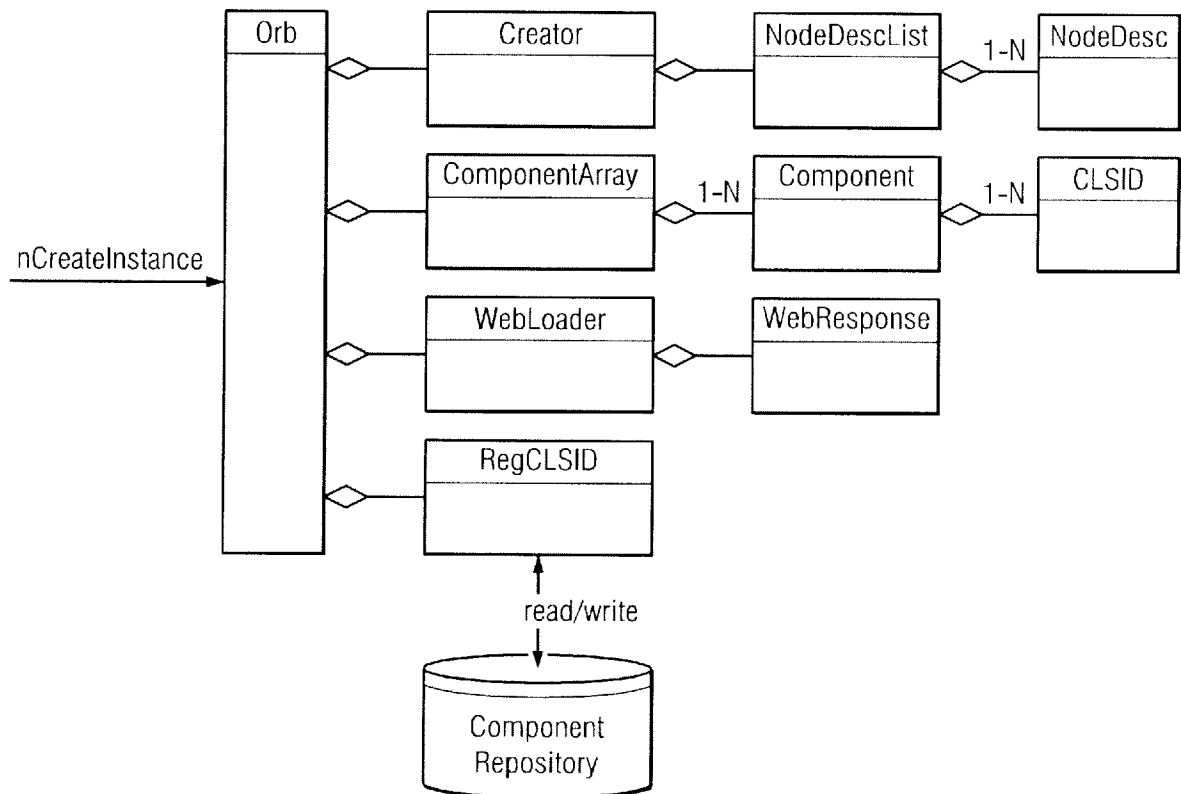 Orb
Creator
NodeDescList
1-N
NodeDesc
ComponentArray
1-N
Component
1-N
CLSID
nCreateInstance
WebLoader
WebResponse
RegCLSID
read/write
Component
Repository